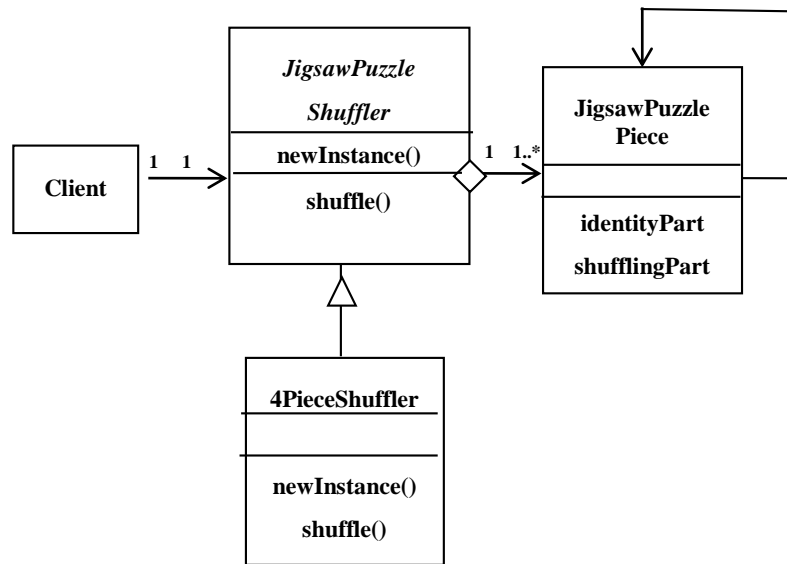 JigsawPuzzle
Shuffler
newInstance()
shuffle()
Client
1 1
1 1..*
JigsawPuzzle
Piece
identityPart
shufflingPart
4PieceShuffler
newInstance()
shuffle()